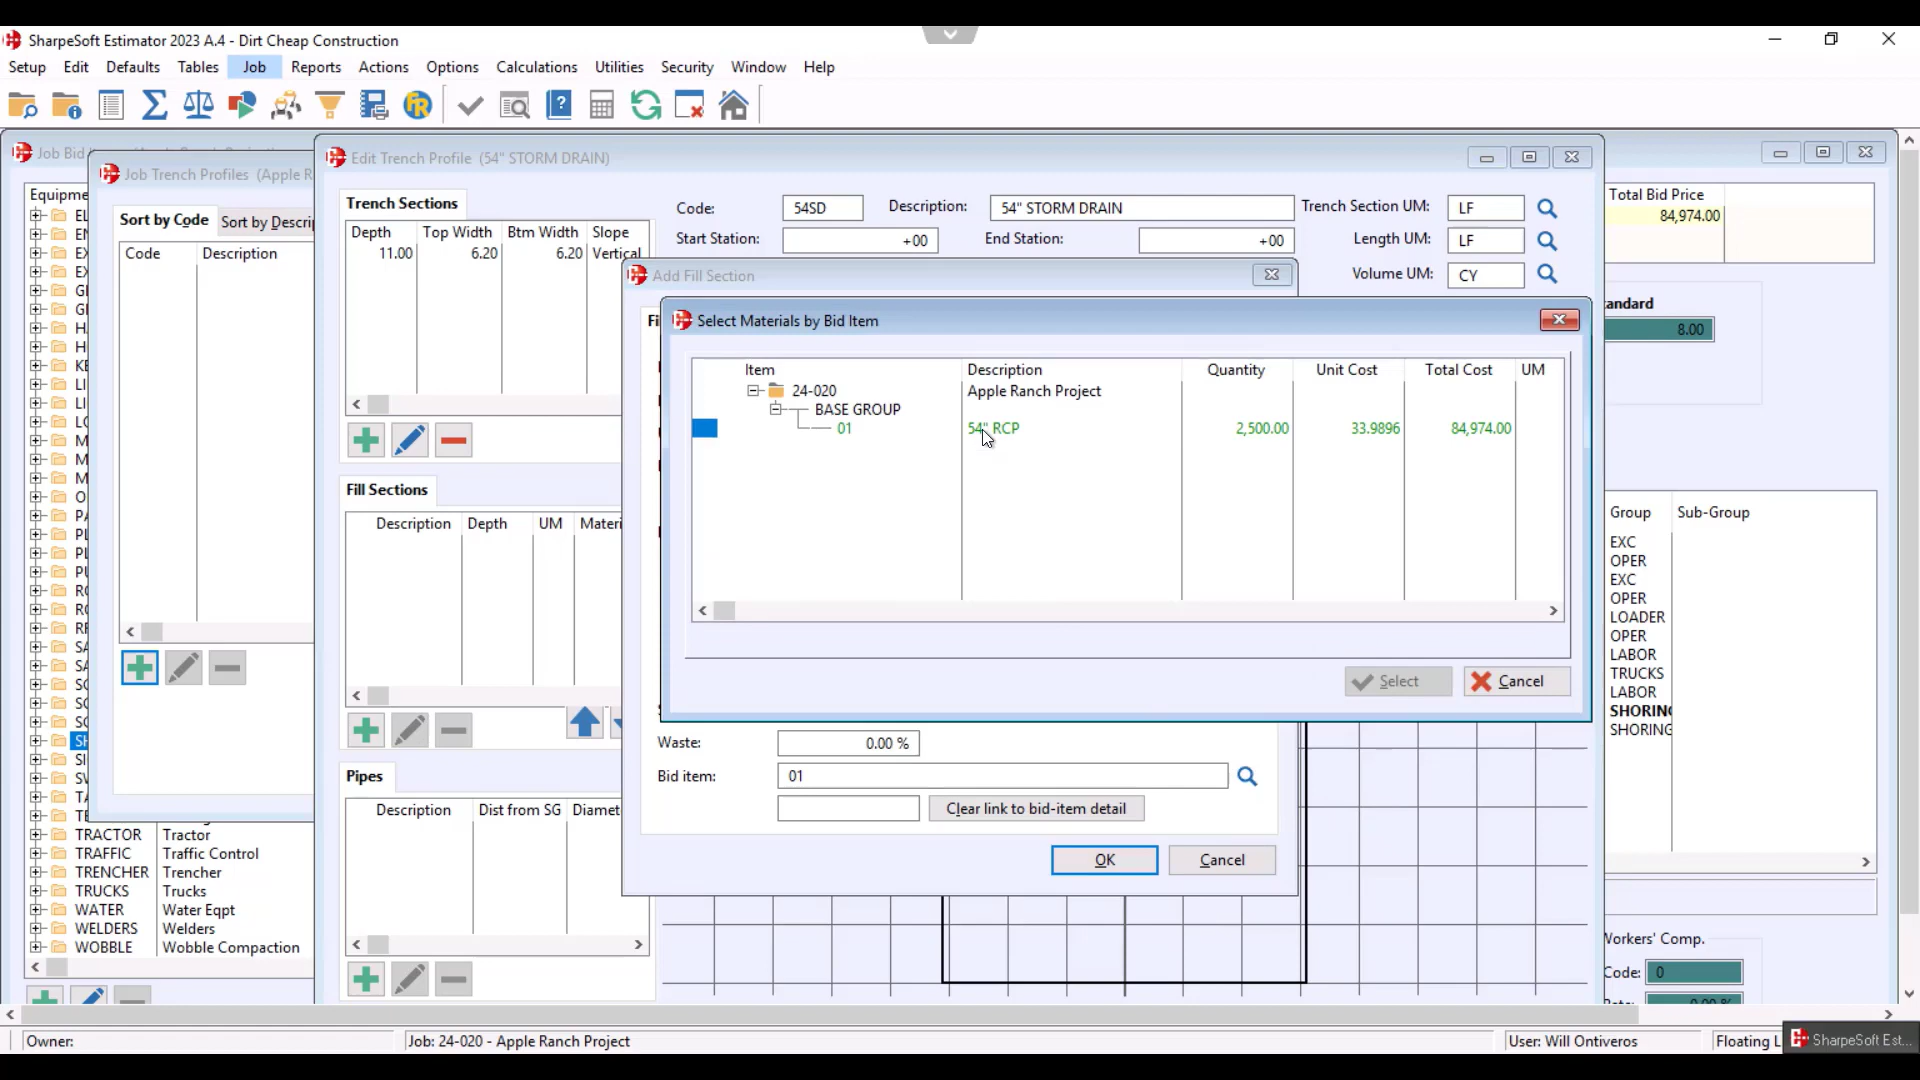 SharpeSoft Estimator 2023 A.4 - Dirt Cheap Construction
Setup Edit Defaults Tables Job Reports Actions Options Calculations Utilities Security Window Help
Job Bid
Job Trench Profiles (Apple R
Edit Trench Profile (54" STORM DRAIN)
Equipme
Sort by Code Sort by Descrip
Code Description
Trench Sections
Depth Top Width Btm Width Slope
11.00 6.20 6.20 Vertical
Code: 54SD Description: 54" STORM DRAIN Trench Section UM: LF
Start Station: +00 End Station: +00 Length UM: LF
Volume UM: CY
Total Bid Price
84,974.00
tandard
8.00
Add Fill Section
Select Materials by Bid Item
Item Description Quantity Unit Cost Total Cost UM
24-020 Apple Ranch Project
BASE GROUP
01 54" RCP 2,500.00 33.9896 84,974.00
Select Cancel
Fill Sections
Description Depth UM Materi
Pipes
Description Dist from SG Diamet
Waste: 0.00 %
Bid item: 01
Clear link to bid-item detail
OK Cancel
Group Sub-Group
EXC
OPER
EXC
OPER
LOADER
OPER
LABOR
TRUCKS
LABOR
SHORING
SHORING
TRACTOR Tractor
TRAFFIC Traffic Control
TRENCHER Trencher
TRUCKS Trucks
WATER Water Eqpt
WELDERS Welders
WOBBLE Wobble Compaction
Workers' Comp.
Code: 0
0.00 %
Owner: Job: 24-020 - Apple Ranch Project User: Will Ontiveros Floating L
SharpeSoft Est...